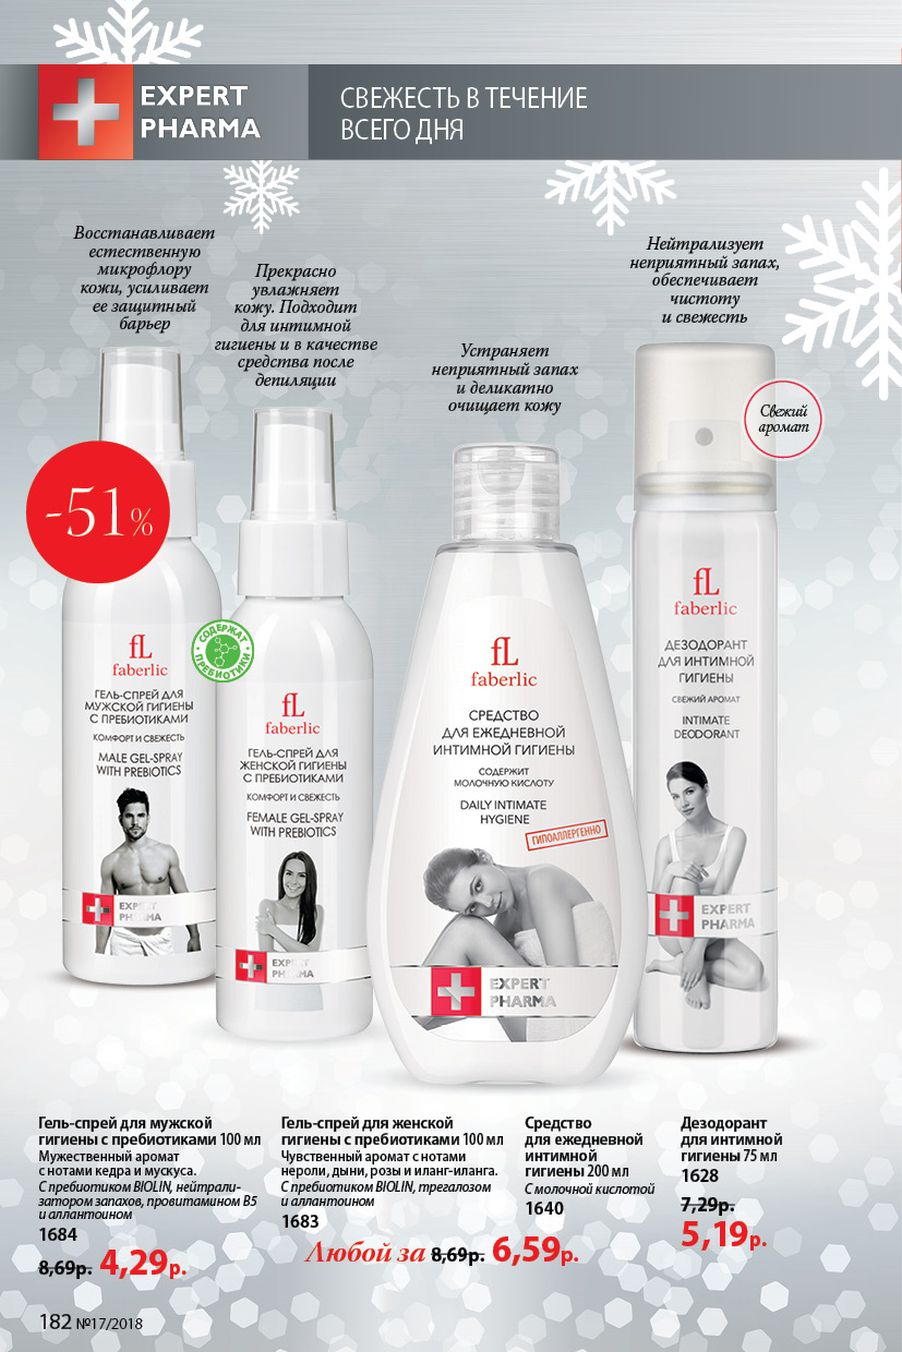 EXPERT
PHARMA
СВЕЖЕСТЬ В ТЕЧЕНИЕ
ВСЕГО ДНЯ
Восстанавливает
естественную
микрофлору
кожи, усиливает
ее защитный
барьер
Прекрасно
увлажняет
кожу. Подходит
для интимной
гигиены и в качестве
средства после
депиляции
Устраняет
неприятный запах
и деликатно
очищает кожу
Нейтрализует
неприятный запах,
обеспечивает
чистоту
и свежесть
Свежий
аромат
-51%
fL
faberlic
ГЕЛЬ-СПРЕЙ ДЛЯ
МУЖСКОЙ ГИГИЕНЫ
С ПРЕБИОТИКАМИ
КОМФОРТ И СВЕЖЕСТЬ
MALE GEL-SPRAY
WITH PREBIOTICS
EXPERT
PHARMA
СОДЕРЖАТ
ПРЕБИОТИКИ
fL
faberlic
ГЕЛЬ-СПРЕЙ ДЛЯ
ЖЕНСКОЙ ГИГИЕНЫ
С ПРЕБИОТИКАМИ
КОМФОРТ И СВЕЖЕСТЬ
FEMALE GEL-SPRAY
WITH PREBIOTICS
EXPERT
PHARMA
fL
faberlic
СРЕДСТВО
ДЛЯ ЕЖЕДНЕВНОЙ
ИНТИМНОЙ ГИГИЕНЫ
СОДЕРЖИТ
МОЛОЧНУЮ КИСЛОТУ
DAILY INTIMATE
HYGIENE
ГИПОАЛЛЕРГЕННО
EXPERT
PHARMA
fL
faberlic
ДЕЗОДОРАНТ
ДЛЯ ИНТИМНОЙ
ГИГИЕНЫ
СВЕЖИЙ АРОМАТ
INTIMATE
DEODORANT
EXPERT
PHARMA
Гель-спрей для мужской
гигиены с пребиотиками 100 мл
Мужественный аромат
с нотами кедра и мускуса.
С пребиотиком BIOLIN, нейтрали-
затором запахов, провитамином В5
и аллантоином
1684
8,69р. 4,29р.
Гель-спрей для женской
гигиены с пребиотиками 100 мл
Чувственный аромат с нотами
нероли, дыни, розы и иланг-иланга.
С пребиотиком BIOLIN, трегалозом
и аллантоином
1683
Средство
для ежедневной
интимной
гигиены 200 мл
С молочной кислотой
1640
Любой за 8,69р. 6,59р.
Дезодорант
для интимной
гигиены 75 мл
1628
7,29р.
5,19р.
182 №17/2018